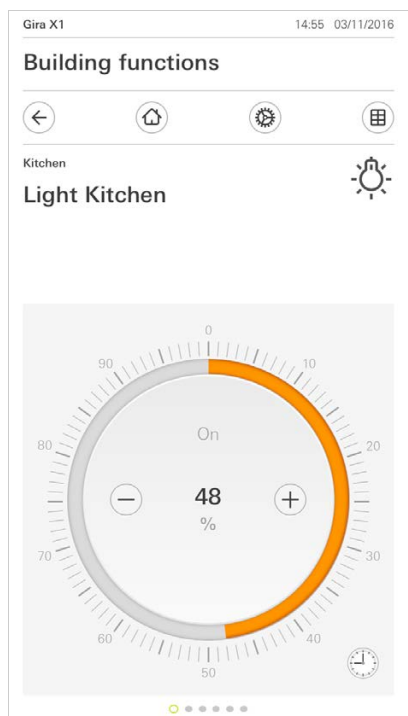 Gira X1 14:55 03/11/2016
Building functions
Kitchen
Light Kitchen
0
90 10
On
80 20
48
%
70 30
60 40
50